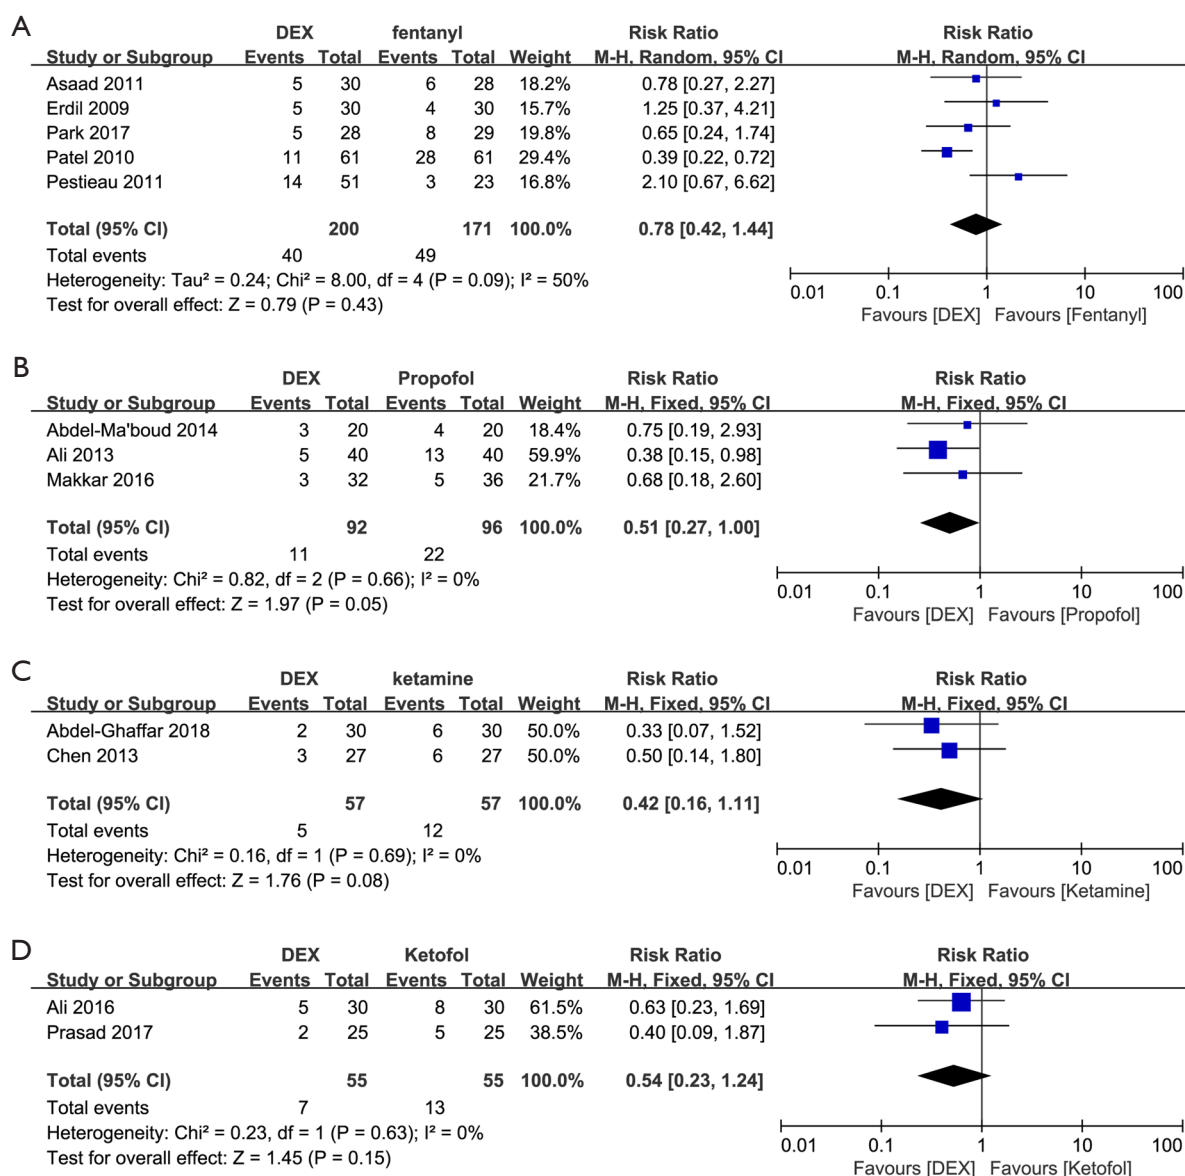 A
DEX fentanyl Risk Ratio Risk Ratio
Study or Subgroup Events Total Events Total Weight M-H, Random, 95% CI M-H, Random, 95% CI
Asaad 2011 5 30 6 28 18.2% 0.78 [0.27, 2.27]
Erdil 2009 5 30 4 30 15.7% 1.25 [0.37, 4.21]
Park 2017 5 28 8 29 19.8% 0.65 [0.24, 1.74]
Patel 2010 11 61 28 61 29.4% 0.39 [0.22, 0.72]
Pestieau 2011 14 51 3 23 16.8% 2.10 [0.67, 6.62]
Total (95% CI) 200 171 100.0% 0.78 [0.42, 1.44]
Total events 40 49
Heterogeneity: Tau² = 0.24; Chi² = 8.00, df = 4 (P = 0.09); I² = 50%
Test for overall effect: Z = 0.79 (P = 0.43)
0.01 0.1 1 10 100
Favours [DEX] Favours [Fentanyl]
B
DEX Propofol Risk Ratio Risk Ratio
Study or Subgroup Events Total Events Total Weight M-H, Fixed, 95% CI M-H, Fixed, 95% CI
Abdel-Ma'boud 2014 3 20 4 20 18.4% 0.75 [0.19, 2.93]
Ali 2013 5 40 13 40 59.9% 0.38 [0.15, 0.98]
Makkar 2016 3 32 5 36 21.7% 0.68 [0.18, 2.60]
Total (95% CI) 92 96 100.0% 0.51 [0.27, 1.00]
Total events 11 22
Heterogeneity: Chi² = 0.82, df = 2 (P = 0.66); I² = 0%
Test for overall effect: Z = 1.97 (P = 0.05)
0.01 0.1 1 10 100
Favours [DEX] Favours [Propofol]
C
DEX ketamine Risk Ratio Risk Ratio
Study or Subgroup Events Total Events Total Weight M-H, Fixed, 95% CI M-H, Fixed, 95% CI
Abdel-Ghaffar 2018 2 30 6 30 50.0% 0.33 [0.07, 1.52]
Chen 2013 3 27 6 27 50.0% 0.50 [0.14, 1.80]
Total (95% CI) 57 57 100.0% 0.42 [0.16, 1.11]
Total events 5 12
Heterogeneity: Chi² = 0.16, df = 1 (P = 0.69); I² = 0%
Test for overall effect: Z = 1.76 (P = 0.08)
0.01 0.1 1 10 100
Favours [DEX] Favours [Ketamine]
D
DEX Ketofol Risk Ratio Risk Ratio
Study or Subgroup Events Total Events Total Weight M-H, Fixed, 95% CI M-H, Fixed, 95% CI
Ali 2016 5 30 8 30 61.5% 0.63 [0.23, 1.69]
Prasad 2017 2 25 5 25 38.5% 0.40 [0.09, 1.87]
Total (95% CI) 55 55 100.0% 0.54 [0.23, 1.24]
Total events 7 13
Heterogeneity: Chi² = 0.23, df = 1 (P = 0.63); I² = 0%
Test for overall effect: Z = 1.45 (P = 0.15)
0.01 0.1 1 10 100
Favours [DEX] Favours [Ketofol]